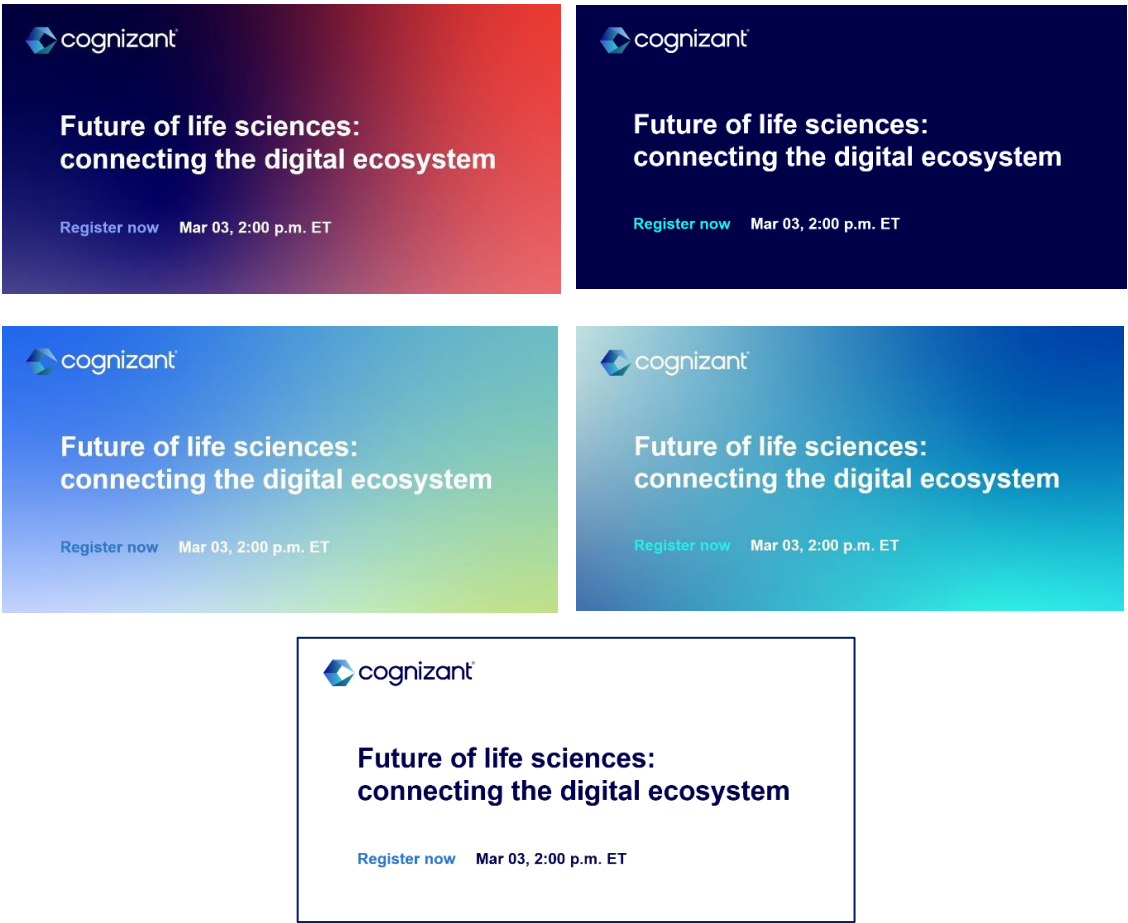 cognizant
Future of life sciences:
connecting the digital ecosystem
Register now Mar 03, 2:00 p.m. ET
cognizant
Future of life sciences:
connecting the digital ecosystem
Register now Mar 03, 2:00 p.m. ET
cognizant
Future of life sciences:
connecting the digital ecosystem
Register now Mar 03, 2:00 p.m. ET
cognizant
Future of life sciences:
connecting the digital ecosystem
Register now Mar 03, 2:00 p.m. ET
cognizant
Future of life sciences:
connecting the digital ecosystem
Register now Mar 03, 2:00 p.m. ET